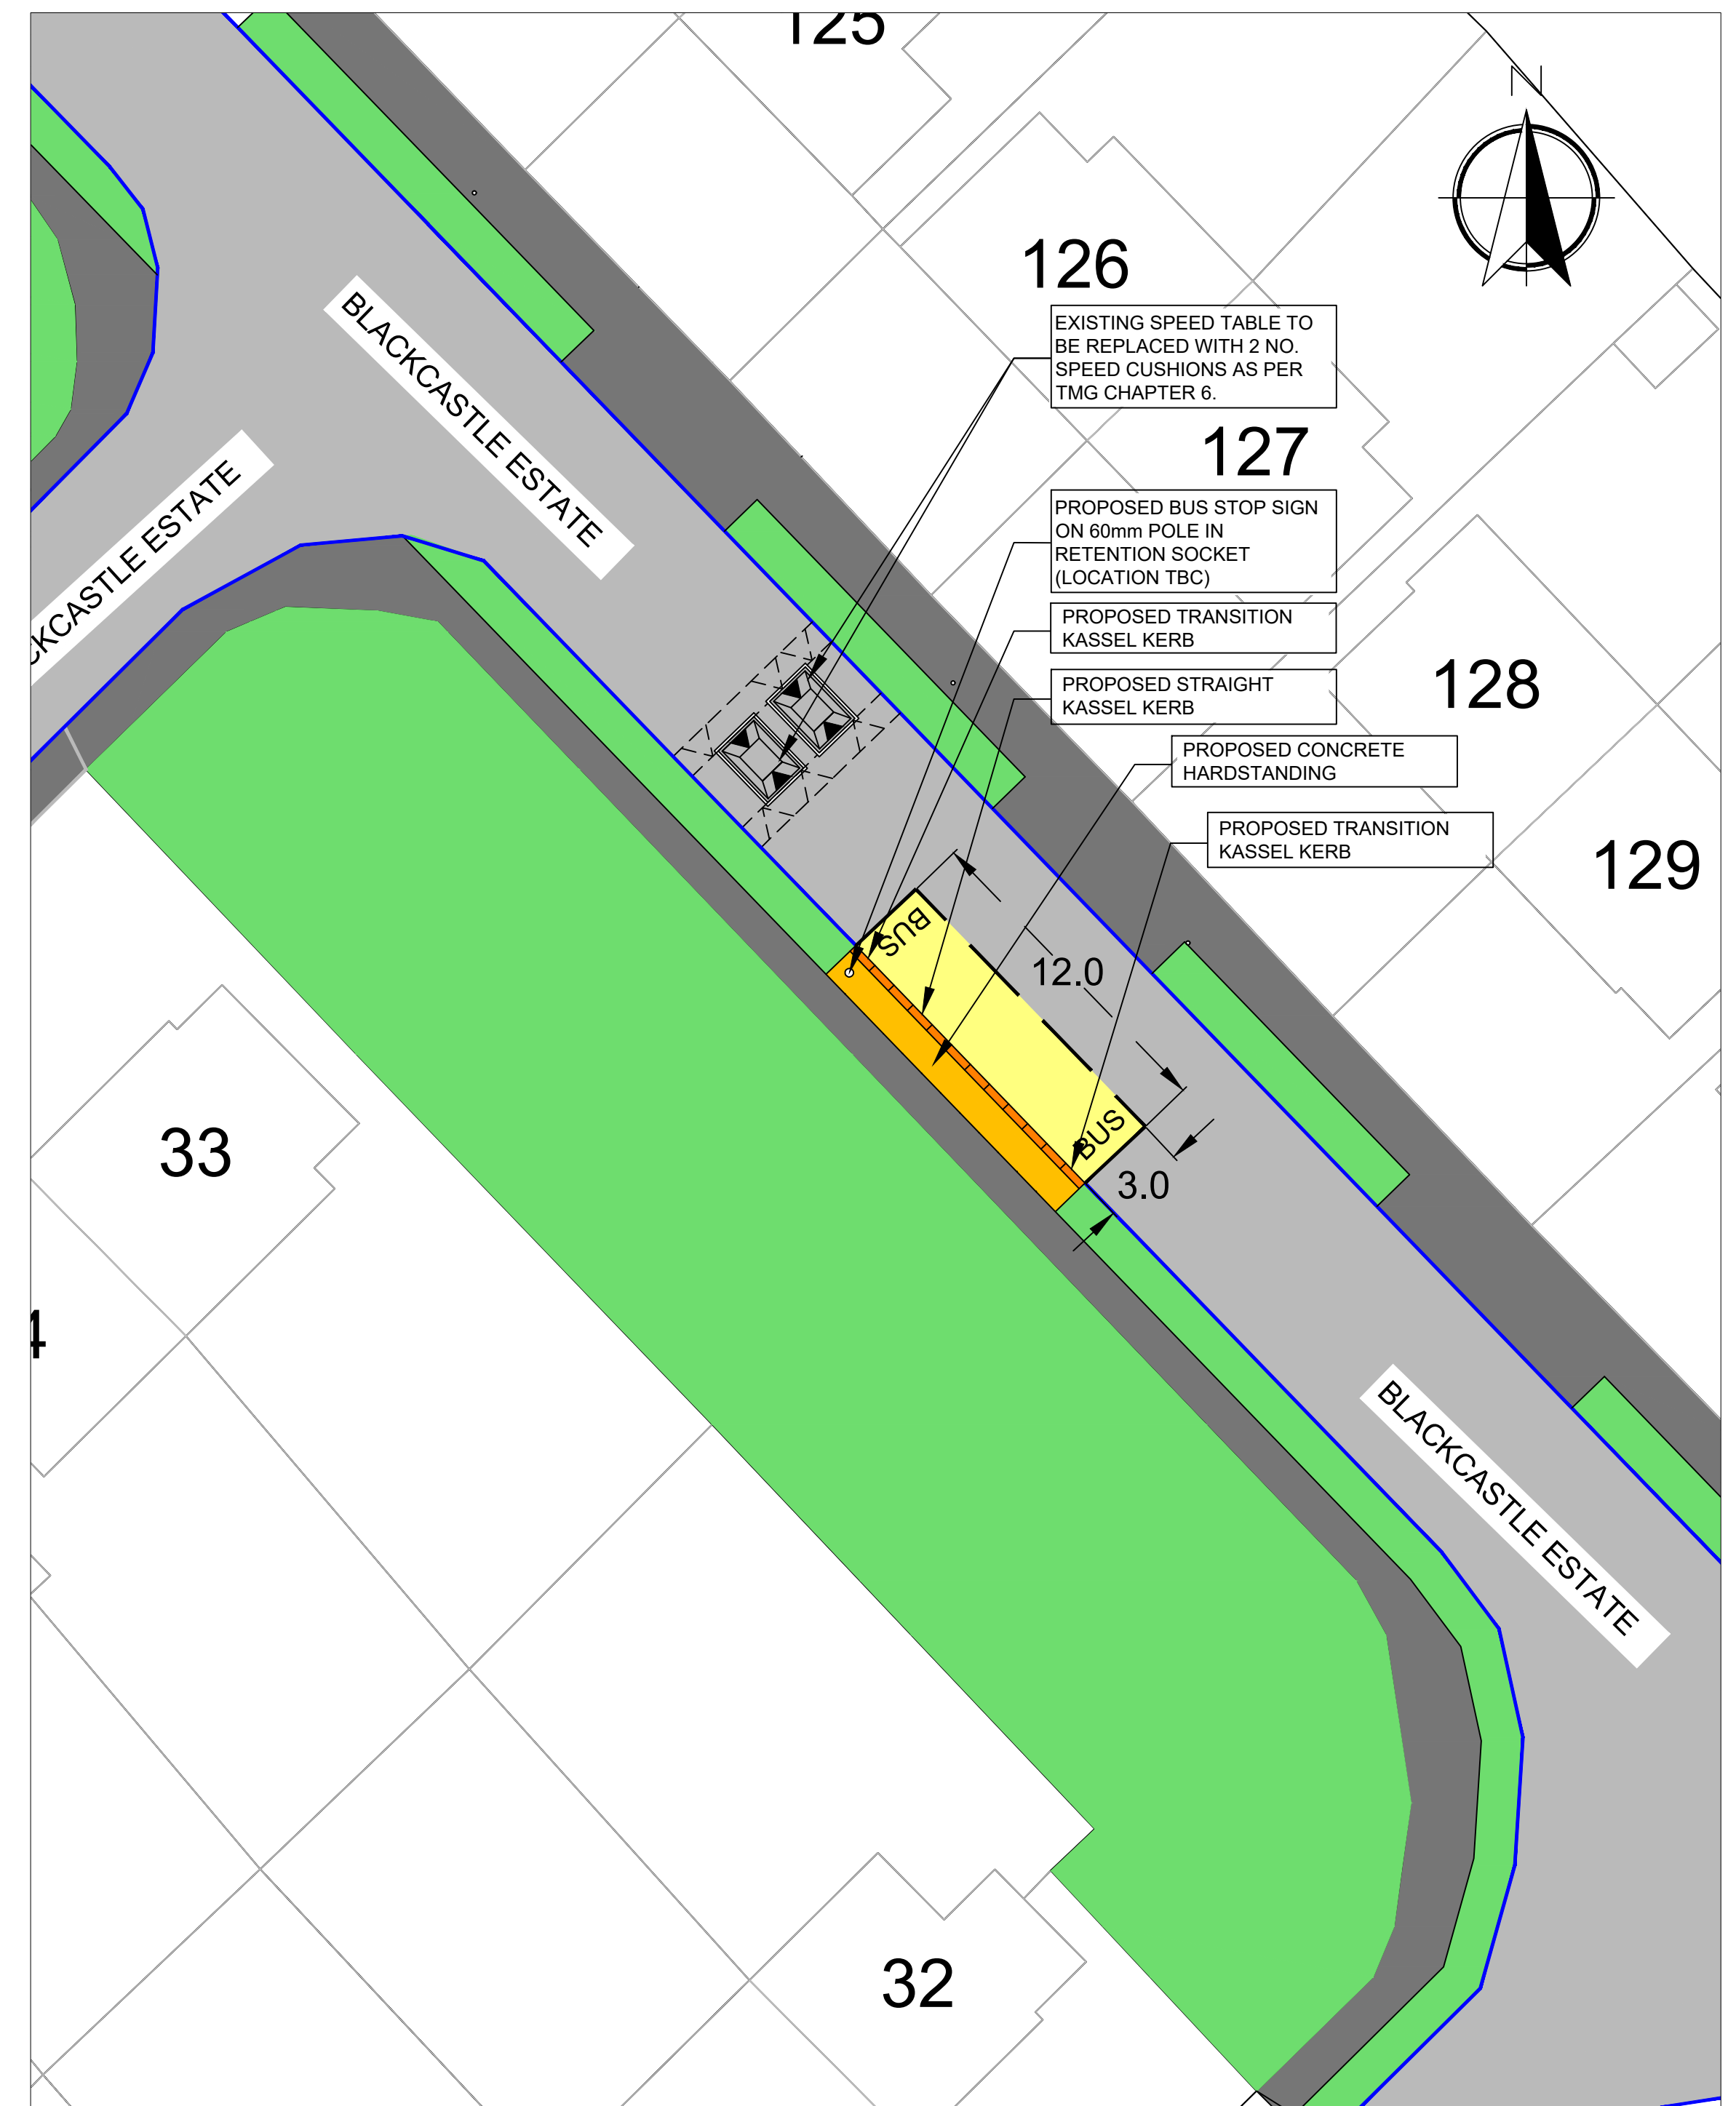 125
N
126
EXISTING SPEED TABLE TO
BE REPLACED WITH 2 NO.
SPEED CUSHIONS AS PER
TMG CHAPTER 6.
BLACKCASTLE ESTATE
127
CKCASTLE ESTATE
PROPOSED BUS STOP SIGN
ON 60mm POLE IN
RETENTION SOCKET
(LOCATION TBC)
PROPOSED TRANSITION
KASSEL KERB
PROPOSED STRAIGHT
KASSEL KERB
128
PROPOSED CONCRETE
HARDSTANDING
PROPOSED TRANSITION
KASSEL KERB
129
BUS
12.0
BUS
3.0
33
4
BLACKCASTLE ESTATE
32